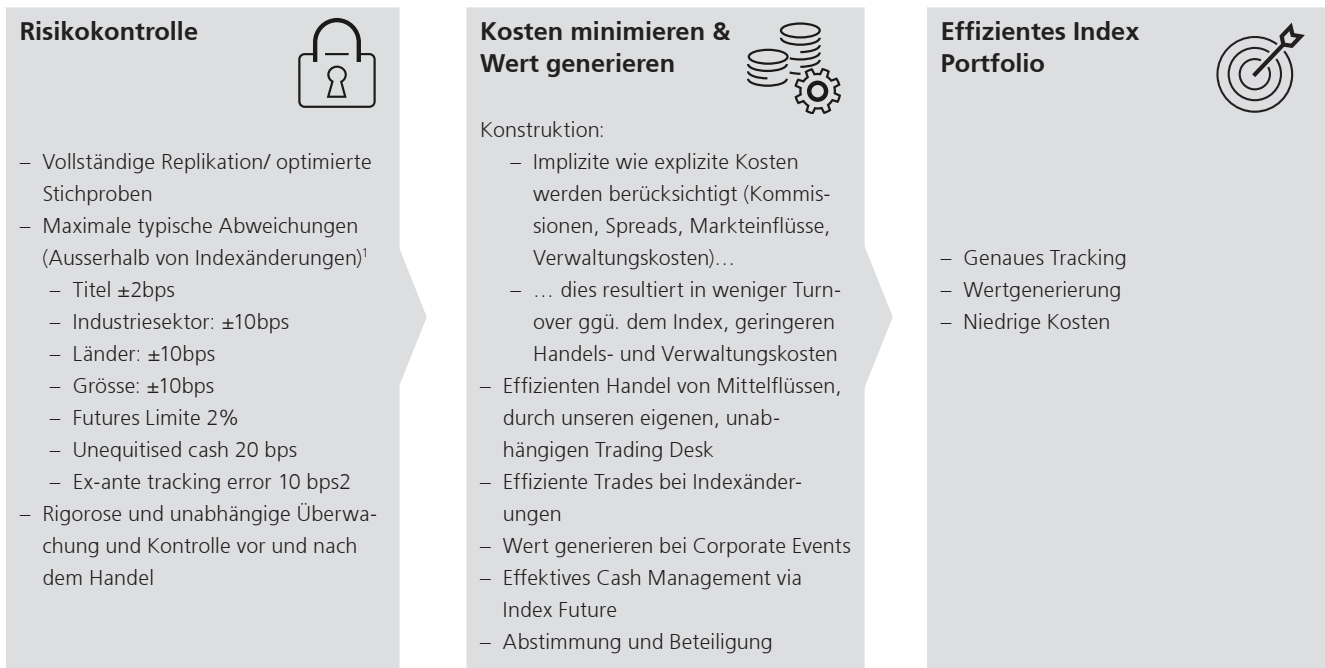 Risikokontrolle
– Vollständige Replikation/ optimierte
Stichproben
– Maximale typische Abweichungen
(Ausserhalb von Indexänderungen)¹
– Titel ±2bps
– Industriesektor: ±10bps
– Länder: ±10bps
– Grösse: ±10bps
– Futures Limite 2%
– Unequitised cash 20 bps
– Ex-ante tracking error 10 bps2
– Rigorose und unabhängige Überwa-
chung und Kontrolle vor und nach
dem Handel
Kosten minimieren &
Wert generieren
Konstruktion:
– Implizite wie explizite Kosten
werden berücksichtigt (Kommis-
sionen, Spreads, Markteinflüsse,
Verwaltungskosten)…
– … dies resultiert in weniger Turn-
over ggü. dem Index, geringeren
Handels- und Verwaltungskosten
– Effizienten Handel von Mittelflüssen,
durch unseren eigenen, unab-
hängigen Trading Desk
– Effiziente Trades bei Indexänder-
ungen
– Wert generieren bei Corporate Events
– Effektives Cash Management via
Index Future
– Abstimmung und Beteiligung
Effizientes Index
Portfolio
– Genaues Tracking
– Wertgenerierung
– Niedrige Kosten